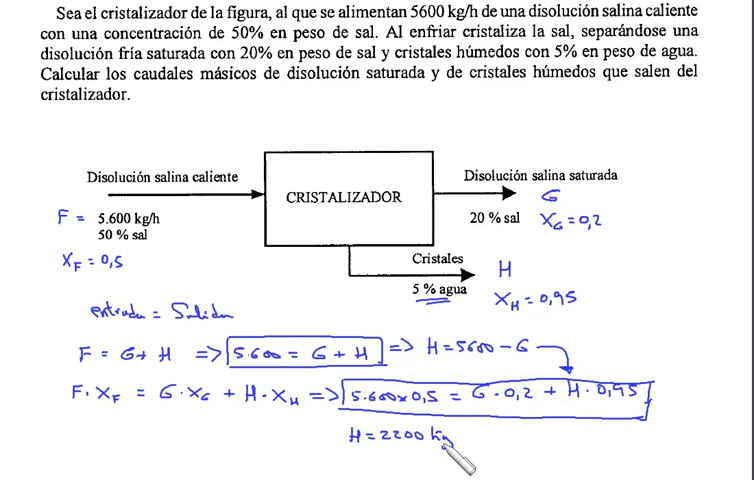 Sea el cristalizador de la figura, al que se alimentan 5600 kg/h de una disolución salina caliente
con una concentración de 50% en peso de sal. Al enfriar cristaliza la sal, separándose una
disolución fría saturada con 20% en peso de sal y cristales húmedos con 5% en peso de agua.
Calcular los caudales másicos de disolución saturada y de cristales húmedos que salen del
cristalizador.
Disolución salina caliente
F = 5.600 kg/h
50 % sal
X_F = 0,5
CRISTALIZADOR
Disolución salina saturada
G
20 % sal X_G = 0,2
Cristales
H
5 % agua
X_H = 0,95
entrada = Salida
F = G + H => 5.600 = G + H => H = 5600 - G
F · X_F = G · X_G + H · X_H => 5.600 x 0,5 = G · 0,2 + H · 0,95
H = 2200 kg